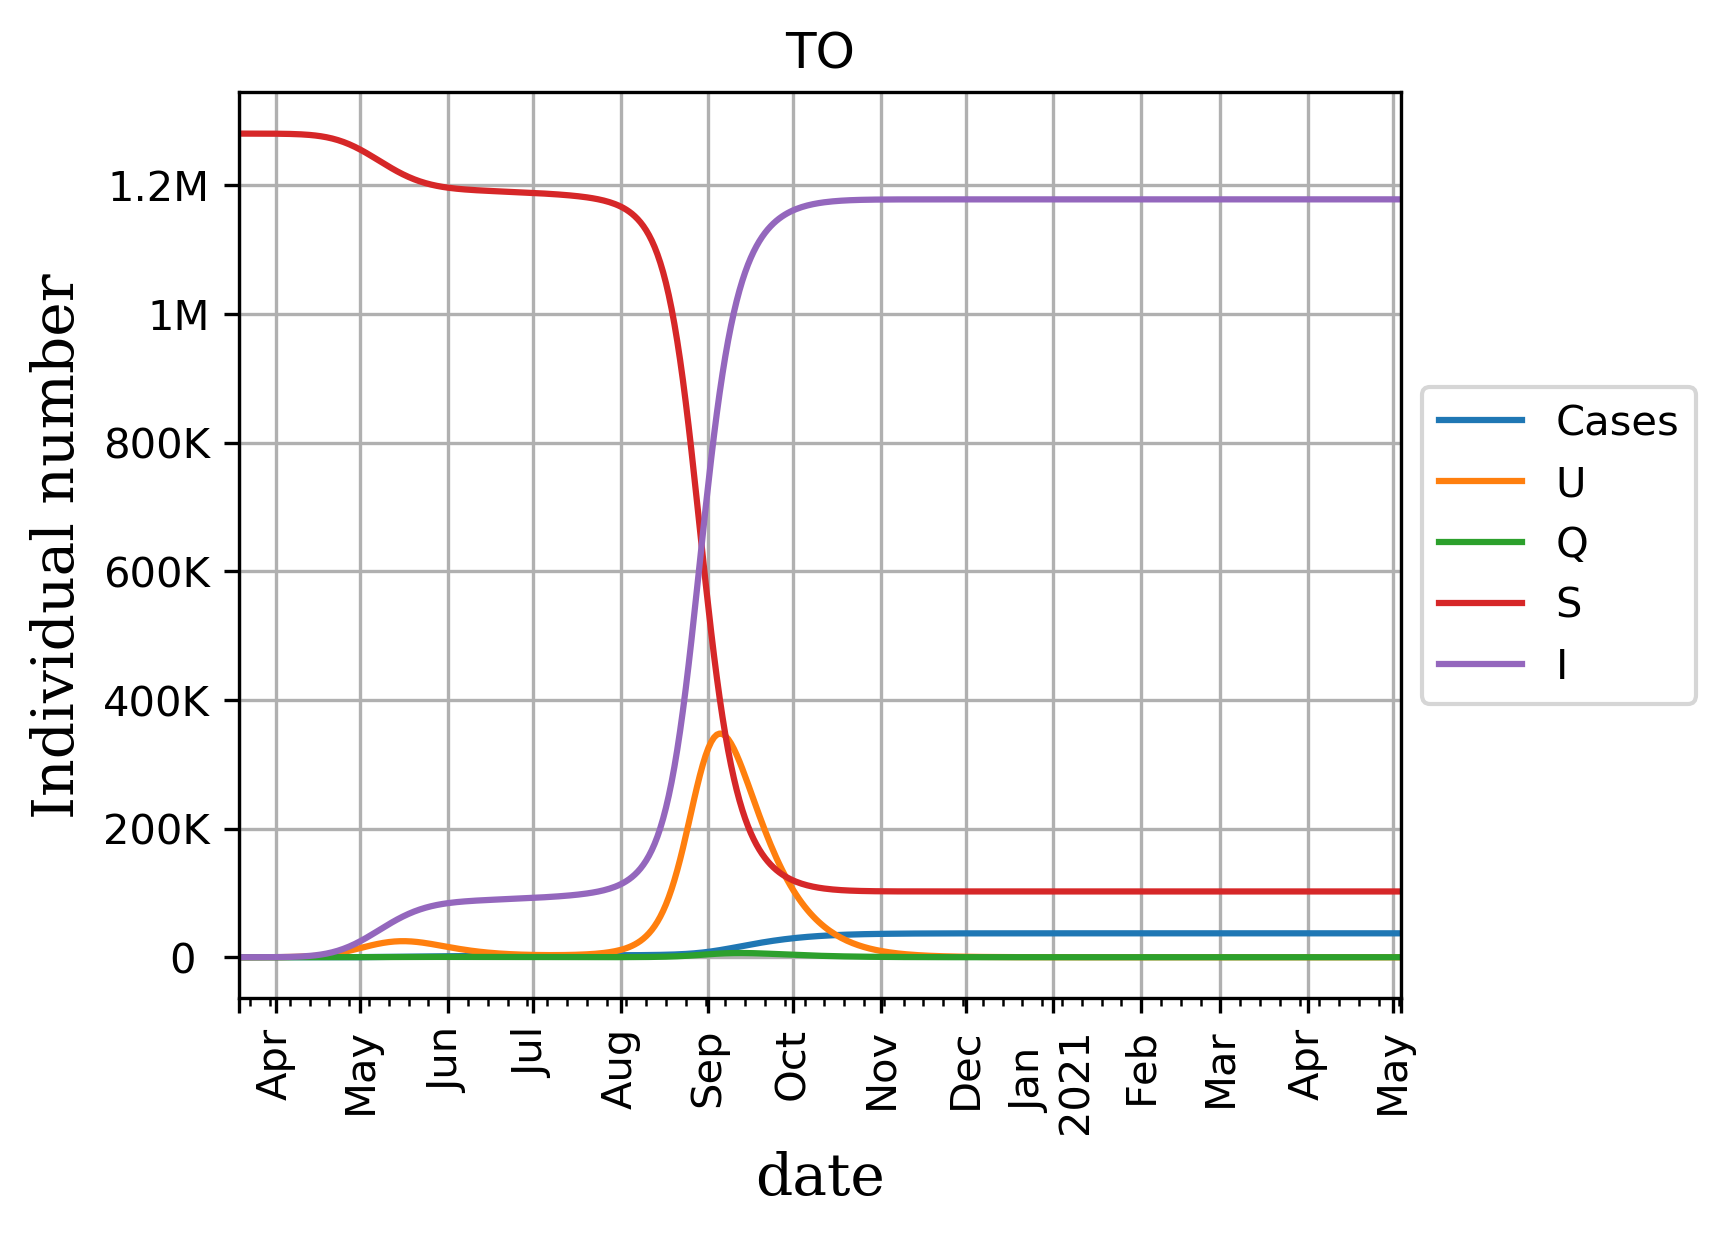 TO
Individual number
1.2M
1M
800K
600K
400K
200K
0
Apr
May
Jun
Jul
Aug
Sep
Oct
Nov
Dec
Jan
2021
Feb
Mar
Apr
May
date
Cases
U
Q
S
I